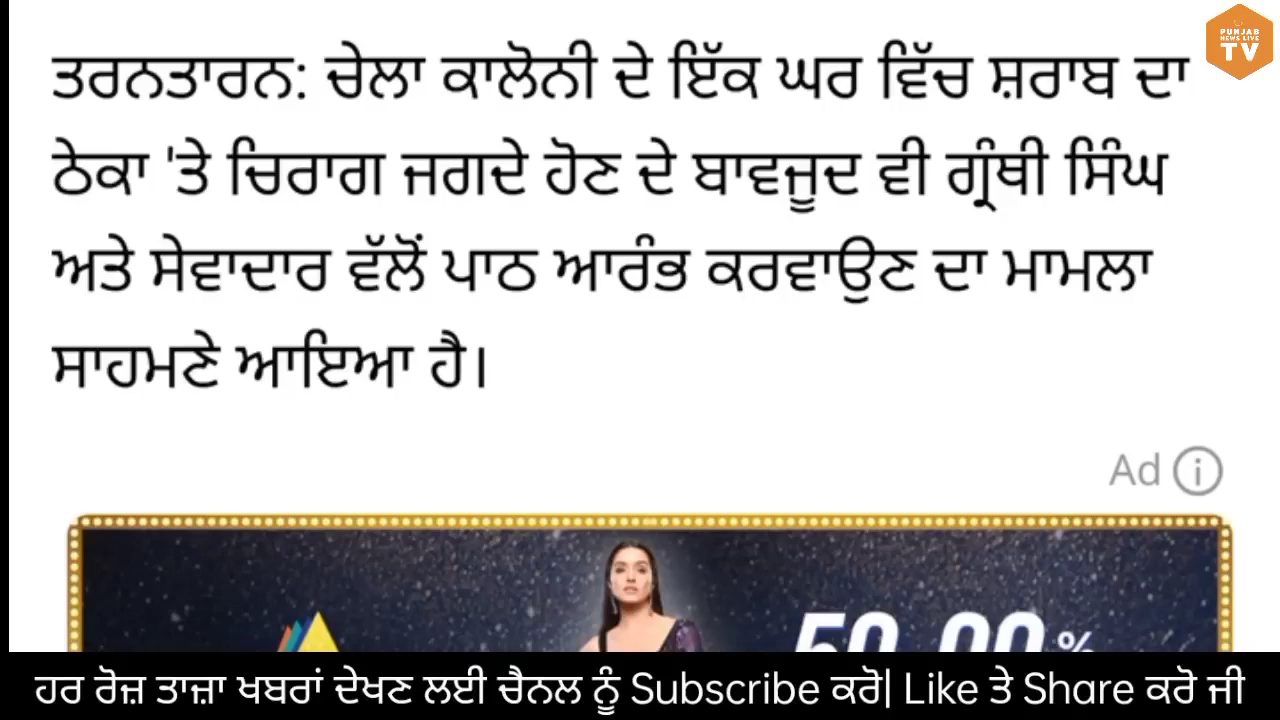 PUNJAB
NEWS LIVE
TV
ਤਰਨਤਾਰਨ: ਚੇਲਾ ਕਾਲੋਨੀ ਦੇ ਇੱਕ ਘਰ ਵਿੱਚ ਸ਼ਰਾਬ ਦਾ
ਠੇਕਾ 'ਤੇ ਚਿਰਾਗ ਜਗਦੇ ਹੋਣ ਦੇ ਬਾਵਜੂਦ ਵੀ ਗ੍ਰੰਥੀ ਸਿੰਘ
ਅਤੇ ਸੇਵਾਦਾਰ ਵੱਲੋਂ ਪਾਠ ਆਰੰਭ ਕਰਵਾਉਣ ਦਾ ਮਾਮਲਾ
ਸਾਹਮਣੇ ਆਇਆ ਹੈ।
Ad
ਹਰ ਰੋਜ਼ ਤਾਜ਼ਾ ਖਬਰਾਂ ਦੇਖਣ ਲਈ ਚੈਨਲ ਨੂੰ Subscribe ਕਰੋ| Like ਤੇ Share ਕਰੋ ਜੀ